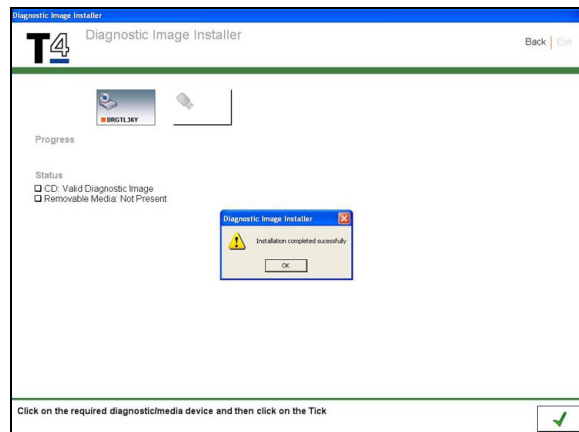 Diagnostic Image Installer
T4
Diagnostic Image Installer
Back
Exit
DRGTL36Y
Progress
Status
CD: Valid Diagnostic Image
Removable Media: Not Present
Diagnostic Image Installer
Installation completed sucessfully
OK
Click on the required diagnostic/media device and then click on the Tick